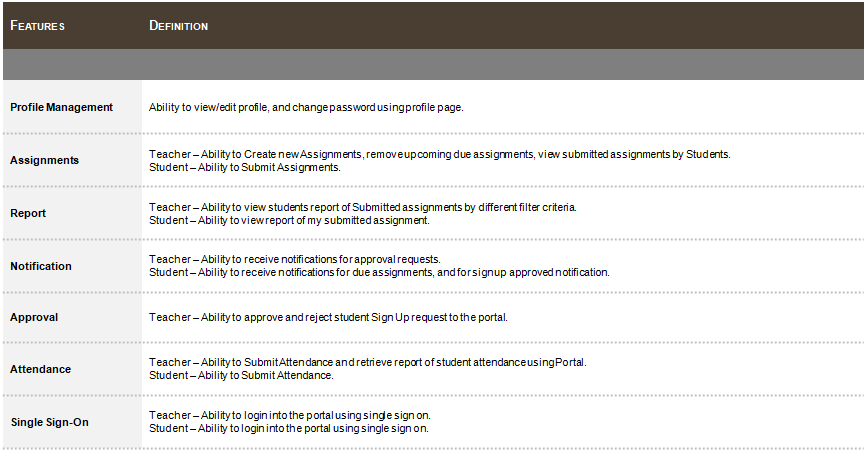 FEATURES DEFINITION
Profile Management Ability to view/edit profile, and change password using profile page.
Assignments Teacher – Ability to Create new Assignments, remove upcoming due assignments, view submitted assignments by Students.
Student – Ability to Submit Assignments.
Report Teacher – Ability to view students report of Submitted assignments by different filter criteria.
Student – Ability to view report of my submitted assignment.
Notification Teacher – Ability to receive notifications for approval requests.
Student – Ability to receive notifications for due assignments, and for signup approved notification.
Approval Teacher – Ability to approve and reject student Sign Up request to the portal.
Attendance Teacher – Ability to Submit Attendance and retrieve report of student attendance using Portal.
Student – Ability to Submit Attendance.
Single Sign-On Teacher – Ability to login into the portal using single sign on.
Student – Ability to login into the portal using single sign on.